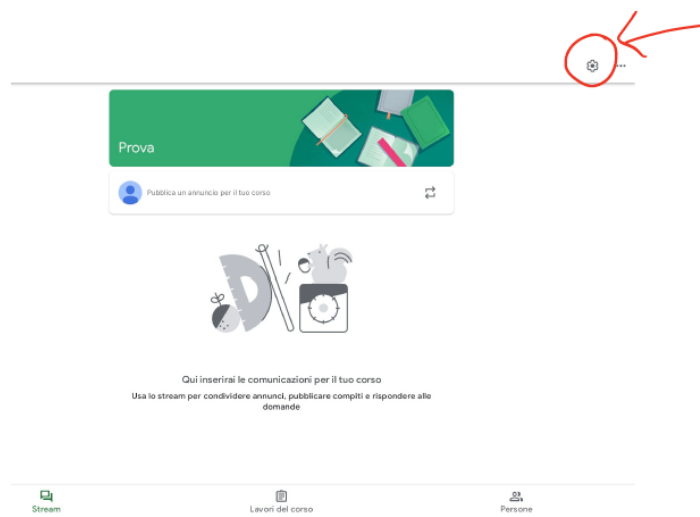 Prova
Pubblica un annuncio per il tuo corso
Qui inserirai le comunicazioni per il tuo corso
Usa lo stream per condividere annunci, pubblicare compiti e rispondere alle
domande
Stream
Lavori del corso
Persone